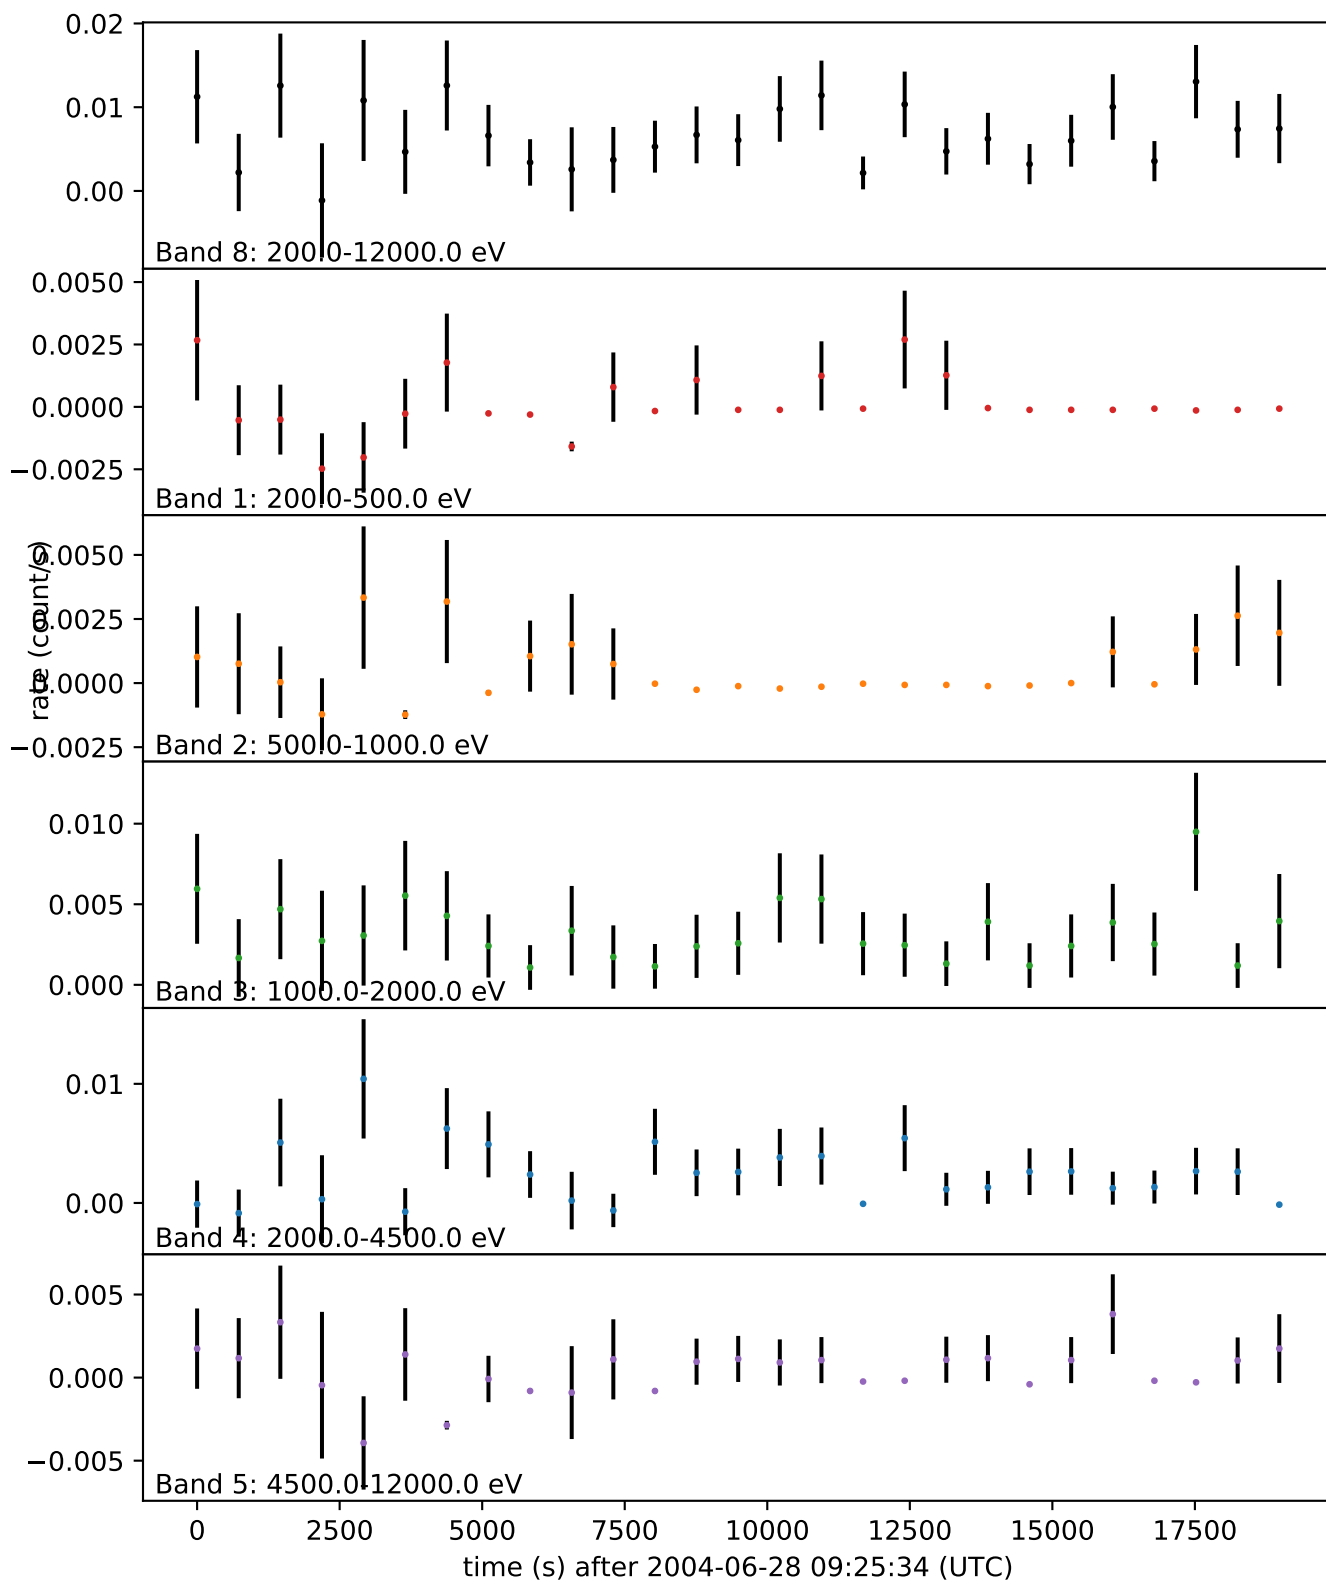 0.02
0.01
0.00
Band 8: 200.0-12000.0 eV
0.0050
0.0025
0.0000
−0.0025
Band 1: 200.0-500.0 eV
rate (count/s)
0.0050
0.0025
0.0000
−0.0025
Band 2: 500.0-1000.0 eV
0.010
0.005
0.000
Band 3: 1000.0-2000.0 eV
0.01
0.00
Band 4: 2000.0-4500.0 eV
0.005
0.000
−0.005
Band 5: 4500.0-12000.0 eV
0 2500 5000 7500 10000 12500 15000 17500
time (s) after 2004-06-28 09:25:34 (UTC)